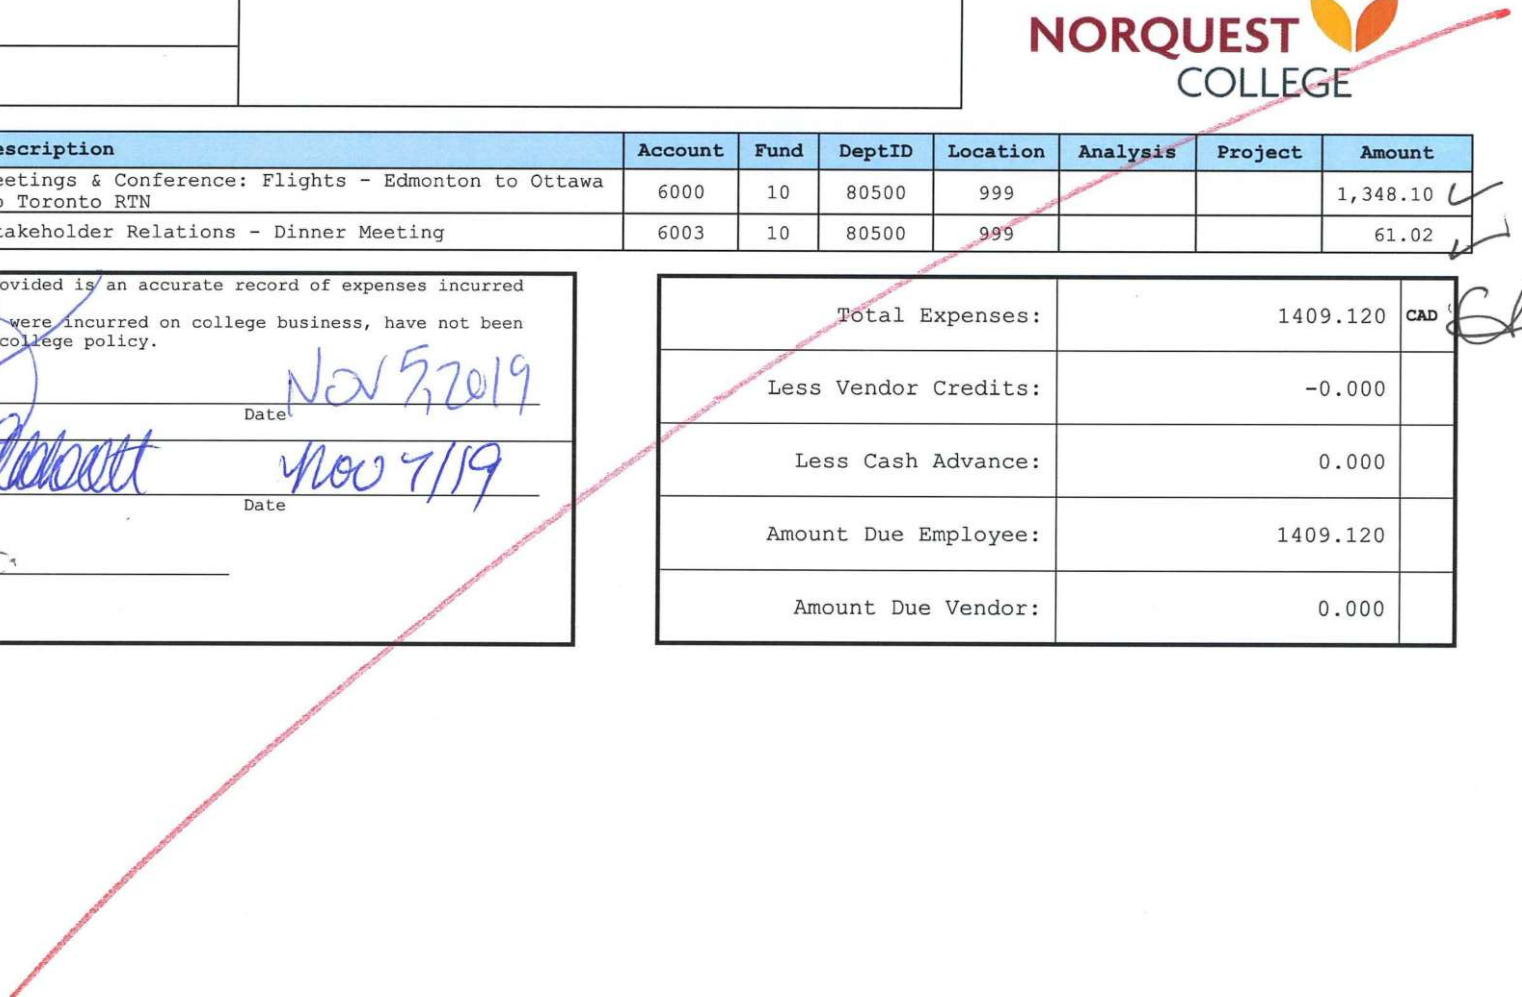 NORQUEST
COLLEGE
escription Account Fund DeptID Location Analysis Project Amount
eetings & Conference: Flights - Edmonton to Ottawa 6000 10 80500 999 1,348.10
o Toronto RTN
takeholder Relations - Dinner Meeting 6003 10 80500 999 61.02
ovided is an accurate record of expenses incurred
were incurred on college business, have not been
college policy.
Nov 5, 2019
Date
Nov 7/19
Date
Total Expenses: 1409.120 CAD
Less Vendor Credits: -0.000
Less Cash Advance: 0.000
Amount Due Employee: 1409.120
Amount Due Vendor: 0.000